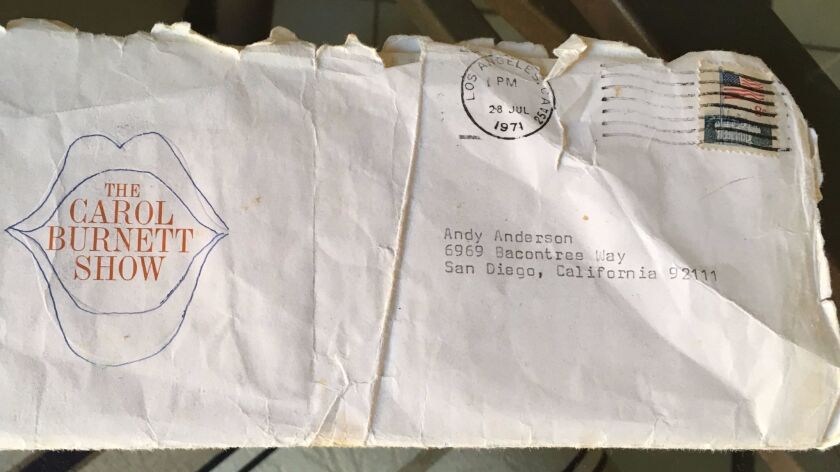 THE
CAROL
BURNETT
SHOW
LOS ANGELES, CA
PM
28 JUL
1971
Andy Anderson
6969 Bacontree Way
San Diego, California 92111